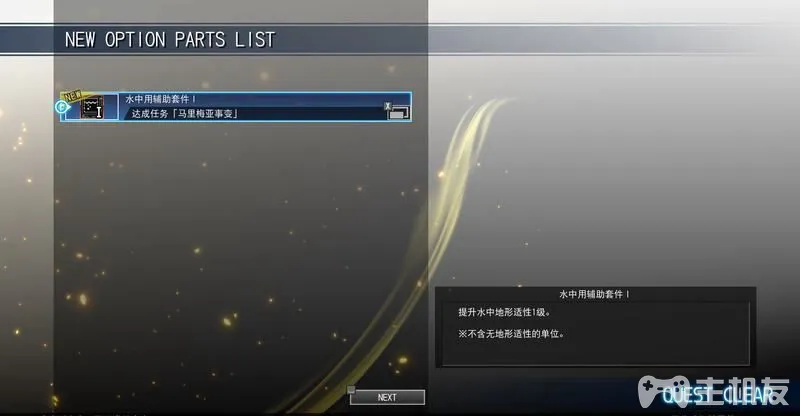 NEW OPTION PARTS LIST
NEW
水中用辅助套件Ⅰ
达成任务「马里梅亚事变」
X
水中用辅助套件Ⅰ
提升水中地形适性1级。
※不含无地形适性的单位。
NEXT
QUEST CLEAR
主机友